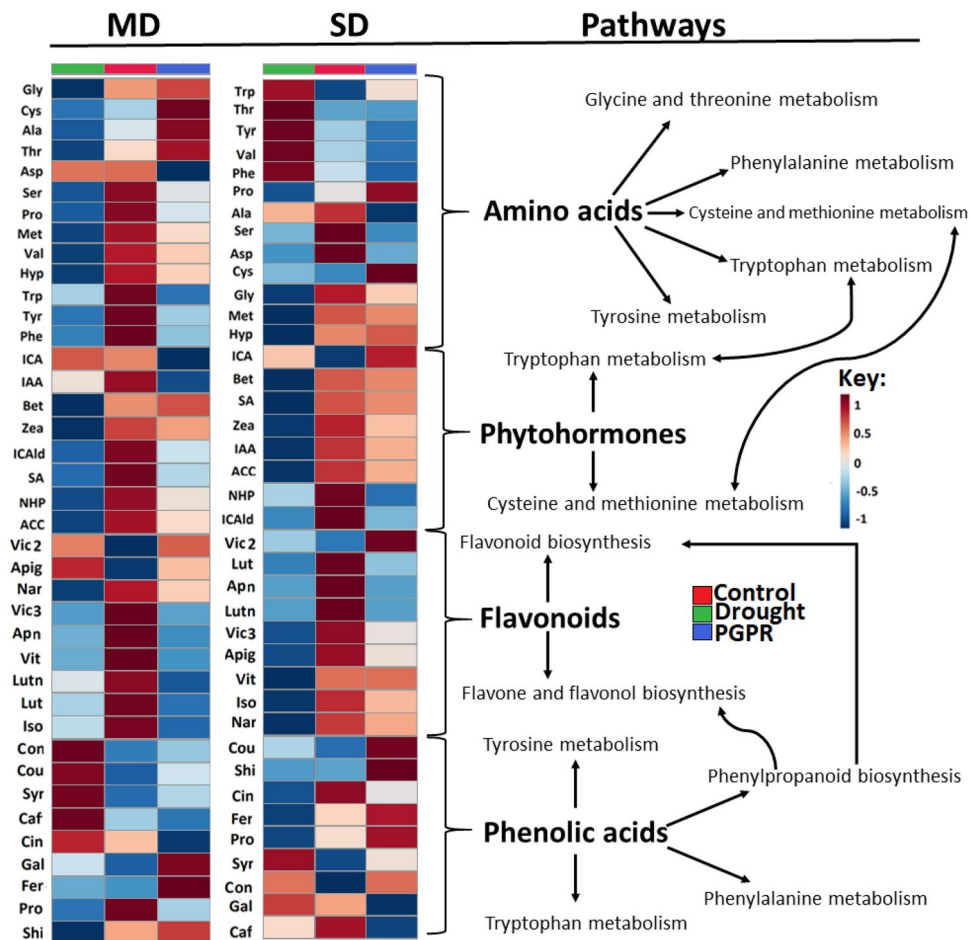 MD SD Pathways
Gly
Cys
Ala
Thr
Asp
Ser
Pro
Met
Val
Hyp
Trp
Tyr
Phe
ICA
IAA
Bet
Zea
ICAld
SA
NHP
ACC
Vic2
Apig
Nar
Vic3
Apn
Vit
Lutn
Lut
Iso
Con
Cou
Syr
Caf
Cin
Gal
Fer
Pro
Shi
Trp
Thr
Tyr
Val
Phe
Pro
Ala
Ser
Asp
Cys
Gly
Met
Hyp
ICA
Bet
SA
Zea
IAA
ACC
NHP
ICAld
Vic2
Lut
Apn
Lutn
Vic3
Apig
Vit
Iso
Nar
Cou
Shi
Cin
Fer
Pro
Syr
Con
Gal
Caf
Glycine and threonine metabolism
Phenylalanine metabolism
Amino acids
Cysteine and methionine metabolism
Tryptophan metabolism
Tyrosine metabolism
Tryptophan metabolism
Phytohormones
Cysteine and methionine metabolism
Key:
1
0.5
0
-0.5
-1
Flavonoid biosynthesis
Flavonoids
Flavone and flavonol biosynthesis
Control
Drought
PGPR
Tyrosine metabolism
Phenylpropanoid biosynthesis
Phenolic acids
Phenylalanine metabolism
Tryptophan metabolism